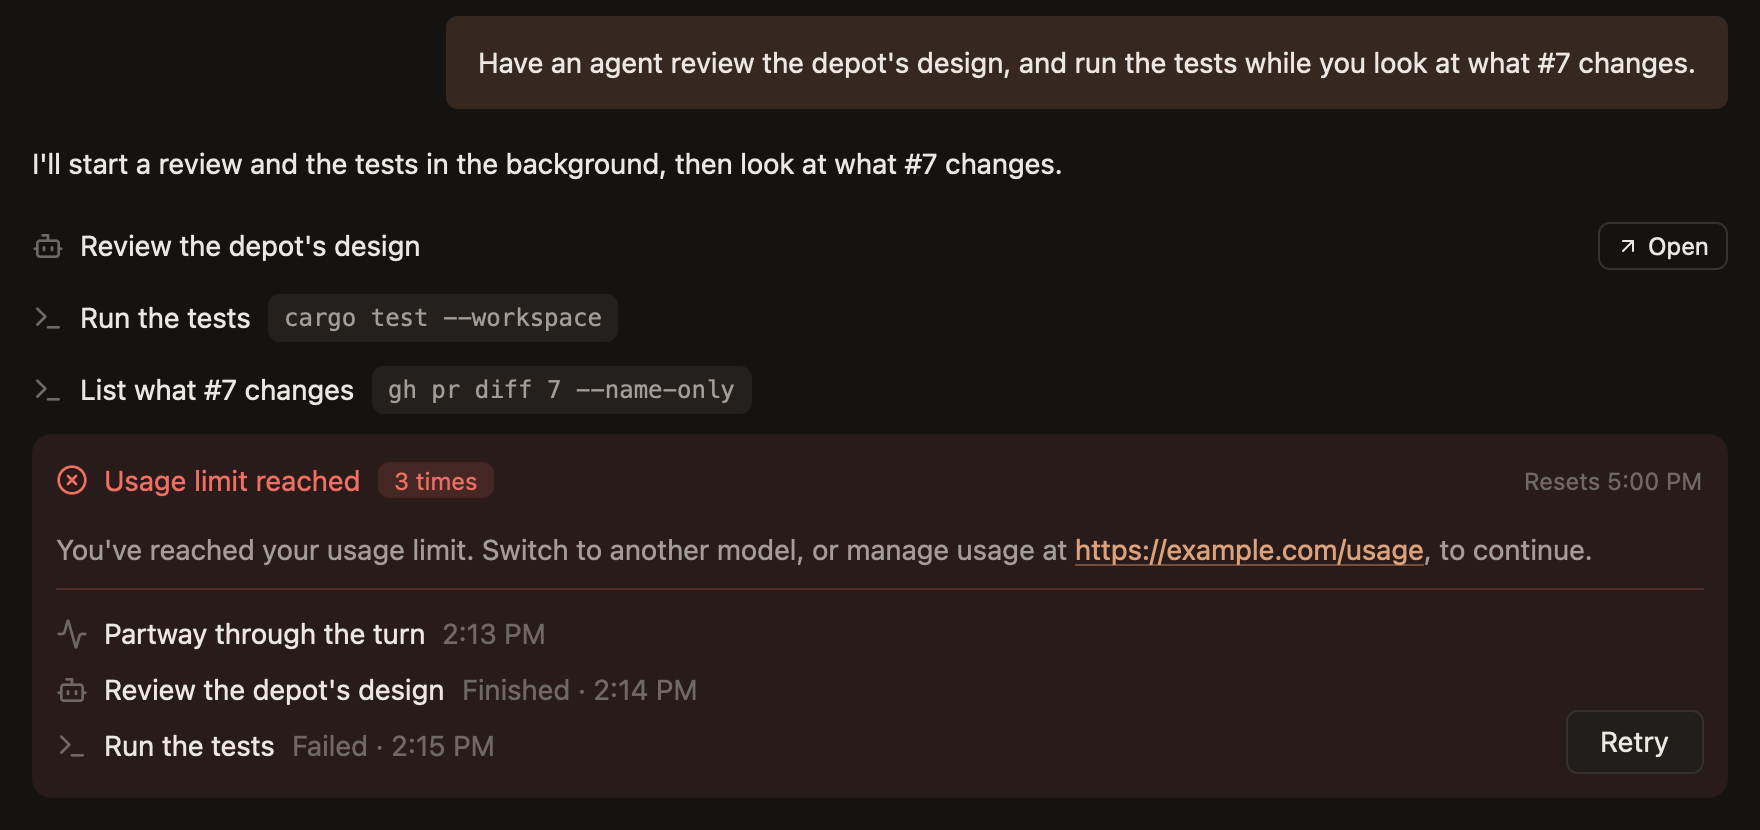 Have an agent review the depot's design, and run the tests while you look at what #7 changes.
I'll start a review and the tests in the background, then look at what #7 changes.
Review the depot's design
Open
Run the tests cargo test --workspace
List what #7 changes gh pr diff 7 --name-only
Usage limit reached 3 times Resets 5:00 PM
You've reached your usage limit. Switch to another model, or manage usage at https://example.com/usage, to continue.
Partway through the turn 2:13 PM
Review the depot's design Finished · 2:14 PM
Run the tests Failed · 2:15 PM
Retry